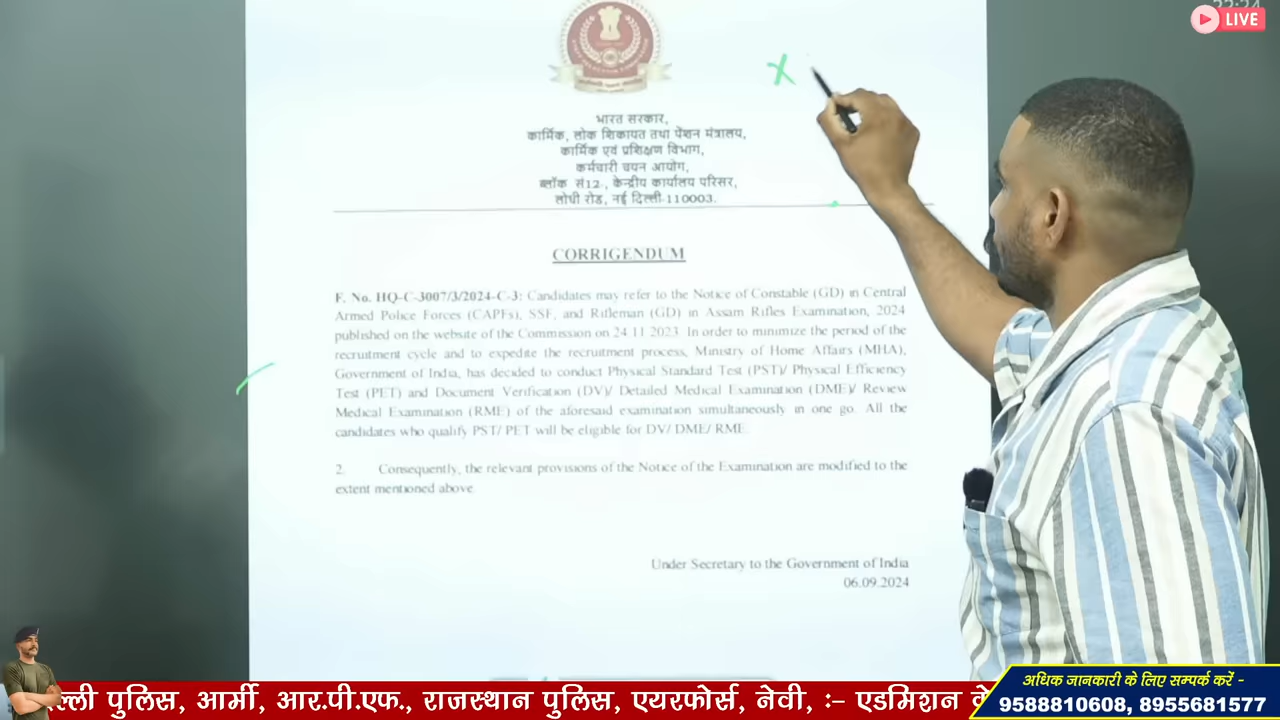 LIVE
X
भारत सरकार,
कार्मिक, लोक शिकायत तथा पेंशन मंत्रालय,
कार्मिक एवं प्रशिक्षण विभाग,
कर्मचारी चयन आयोग,
ब्लॉक सं12., केन्द्रीय कार्यालय परिसर,
लोधी रोड, नई दिल्ली-110003.
CORRIGENDUM
F. No. HQ-C-3007/3/2024-C-3: Candidates may refer to the Notice of Constable (GD) in Central
Armed Police Forces (CAPFs), SSF, and Rifleman (GD) in Assam Rifles Examination, 2024
published on the website of the Commission on 24.11.2023. In order to minimize the period of the
recruitment cycle and to expedite the recruitment process, Ministry of Home Affairs (MHA),
Government of India, has decided to conduct Physical Standard Test (PST)/ Physical Efficiency
Test (PET) and Document Verification (DV)/ Detailed Medical Examination (DME)/ Review
Medical Examination (RME) of the aforesaid examination simultaneously in one go. All the
candidates who qualify PST/ PET will be eligible for DV/ DME/ RME.
2. Consequently, the relevant provisions of the Notice of the Examination are modified to the
extent mentioned above
Under Secretary to the Government of India
06.09.2024
पुलिस, आर्मी, आर.पी.एफ., राजस्थान पुलिस, एयरफोर्स, नेवी, :- एडमिशन
अधिक जानकारी के लिए सम्पर्क करें -
9588810608, 8955681577